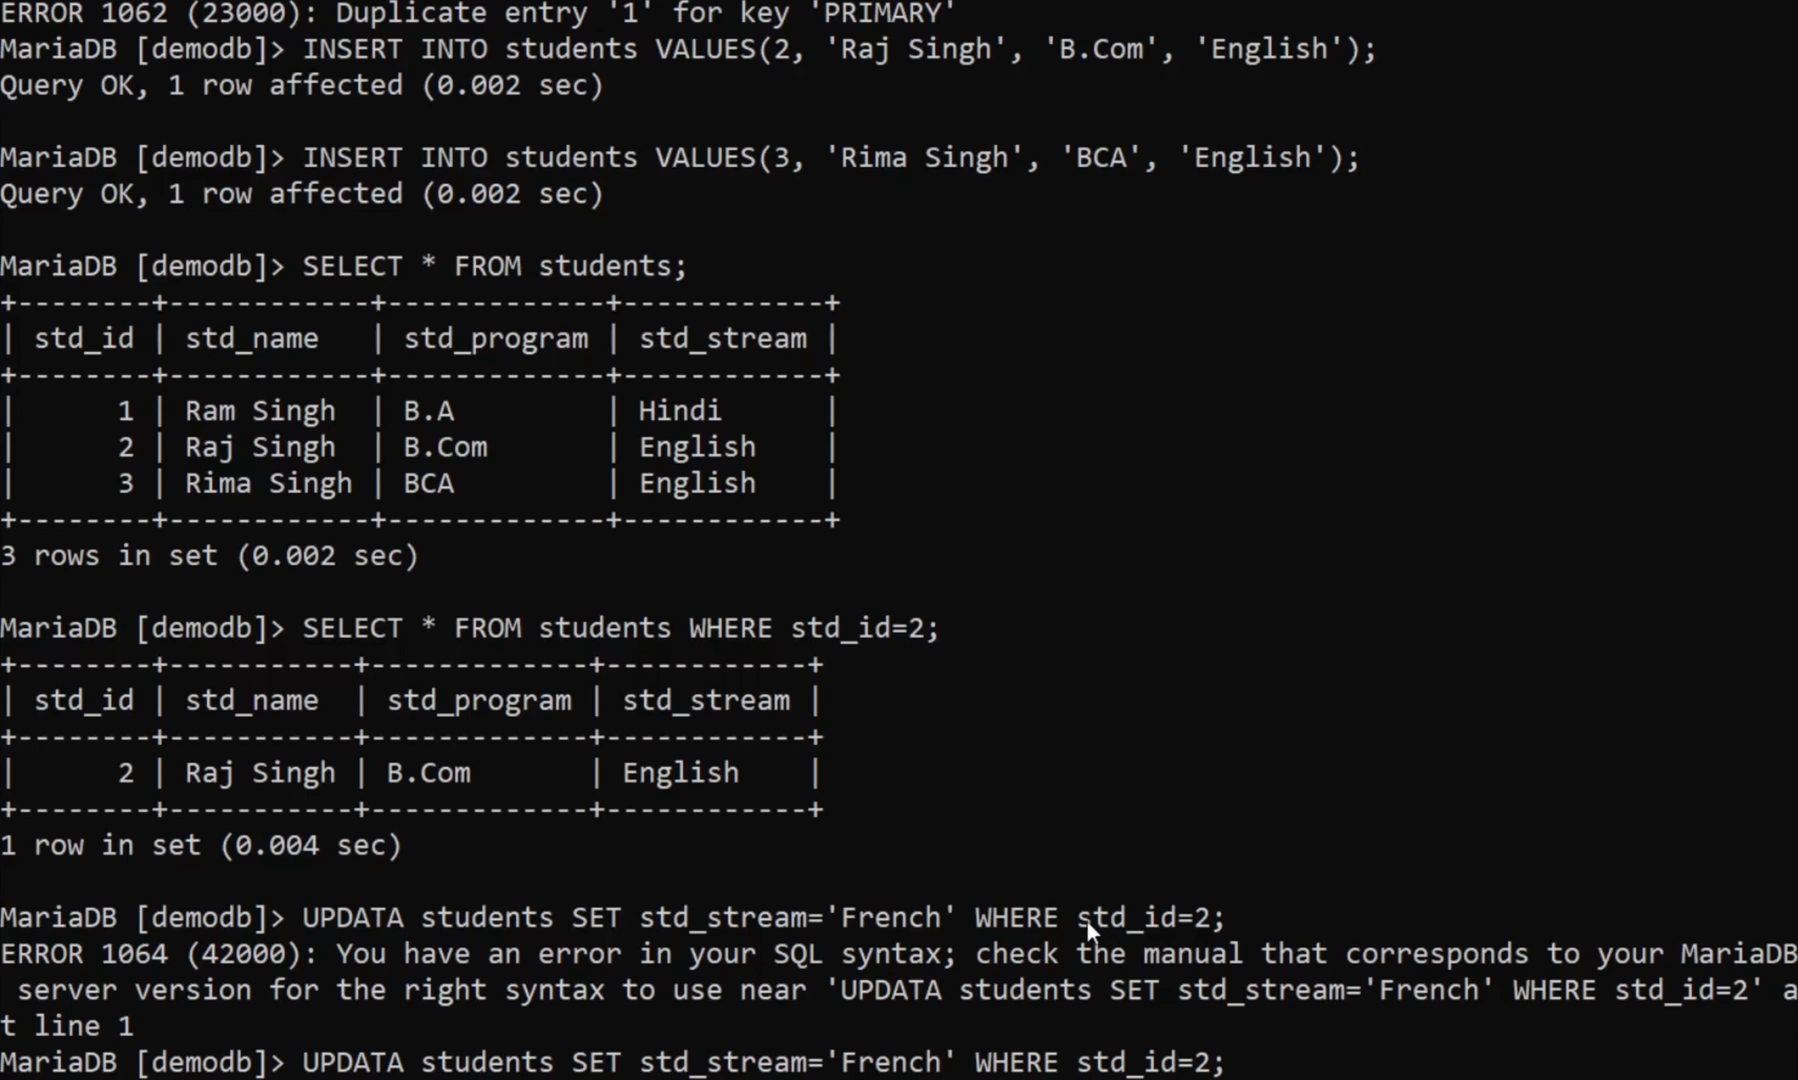 ERROR 1062 (23000): Duplicate entry '1' for key 'PRIMARY'
MariaDB [demodb]> INSERT INTO students VALUES(2, 'Raj Singh', 'B.Com', 'English');
Query OK, 1 row affected (0.002 sec)
MariaDB [demodb]> INSERT INTO students VALUES(3, 'Rima Singh', 'BCA', 'English');
Query OK, 1 row affected (0.002 sec)
MariaDB [demodb]> SELECT * FROM students;
+--------+------------+-------------+------------+
| std_id | std_name   | std_program | std_stream |
+--------+------------+-------------+------------+
|      1 | Ram Singh  | B.A         | Hindi      |
|      2 | Raj Singh  | B.Com       | English    |
|      3 | Rima Singh | BCA         | English    |
+--------+------------+-------------+------------+
3 rows in set (0.002 sec)
MariaDB [demodb]> SELECT * FROM students WHERE std_id=2;
+--------+-----------+-------------+------------+
| std_id | std_name  | std_program | std_stream |
+--------+-----------+-------------+------------+
|      2 | Raj Singh | B.Com       | English    |
+--------+-----------+-------------+------------+
1 row in set (0.004 sec)
MariaDB [demodb]> UPDATA students SET std_stream='French' WHERE std_id=2;
ERROR 1064 (42000): You have an error in your SQL syntax; check the manual that corresponds to your MariaDB
 server version for the right syntax to use near 'UPDATA students SET std_stream='French' WHERE std_id=2' a
t line 1
MariaDB [demodb]> UPDATA students SET std_stream='French' WHERE std_id=2;